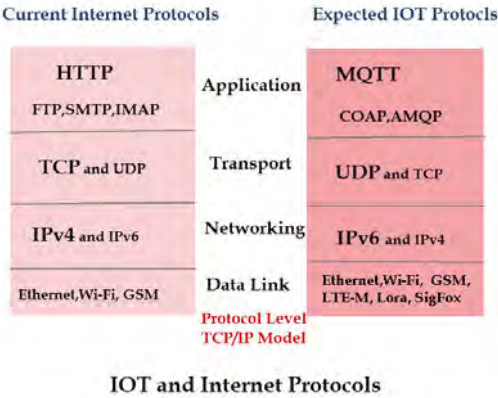 Current Internet Protocols
Expected IOT Protocls
HTTP
FTP,SMTP,IMAP
Application
MQTT
COAP,AMQP
TCP and UDP
Transport
UDP and TCP
IPv4 and IPv6
Networking
IPv6 and IPv4
Ethernet,Wi-Fi, GSM
Data Link
Ethernet,Wi-Fi, GSM,
LTE-M, Lora, SigFox
Protocol Level
TCP/IP Model
IOT and Internet Protocols